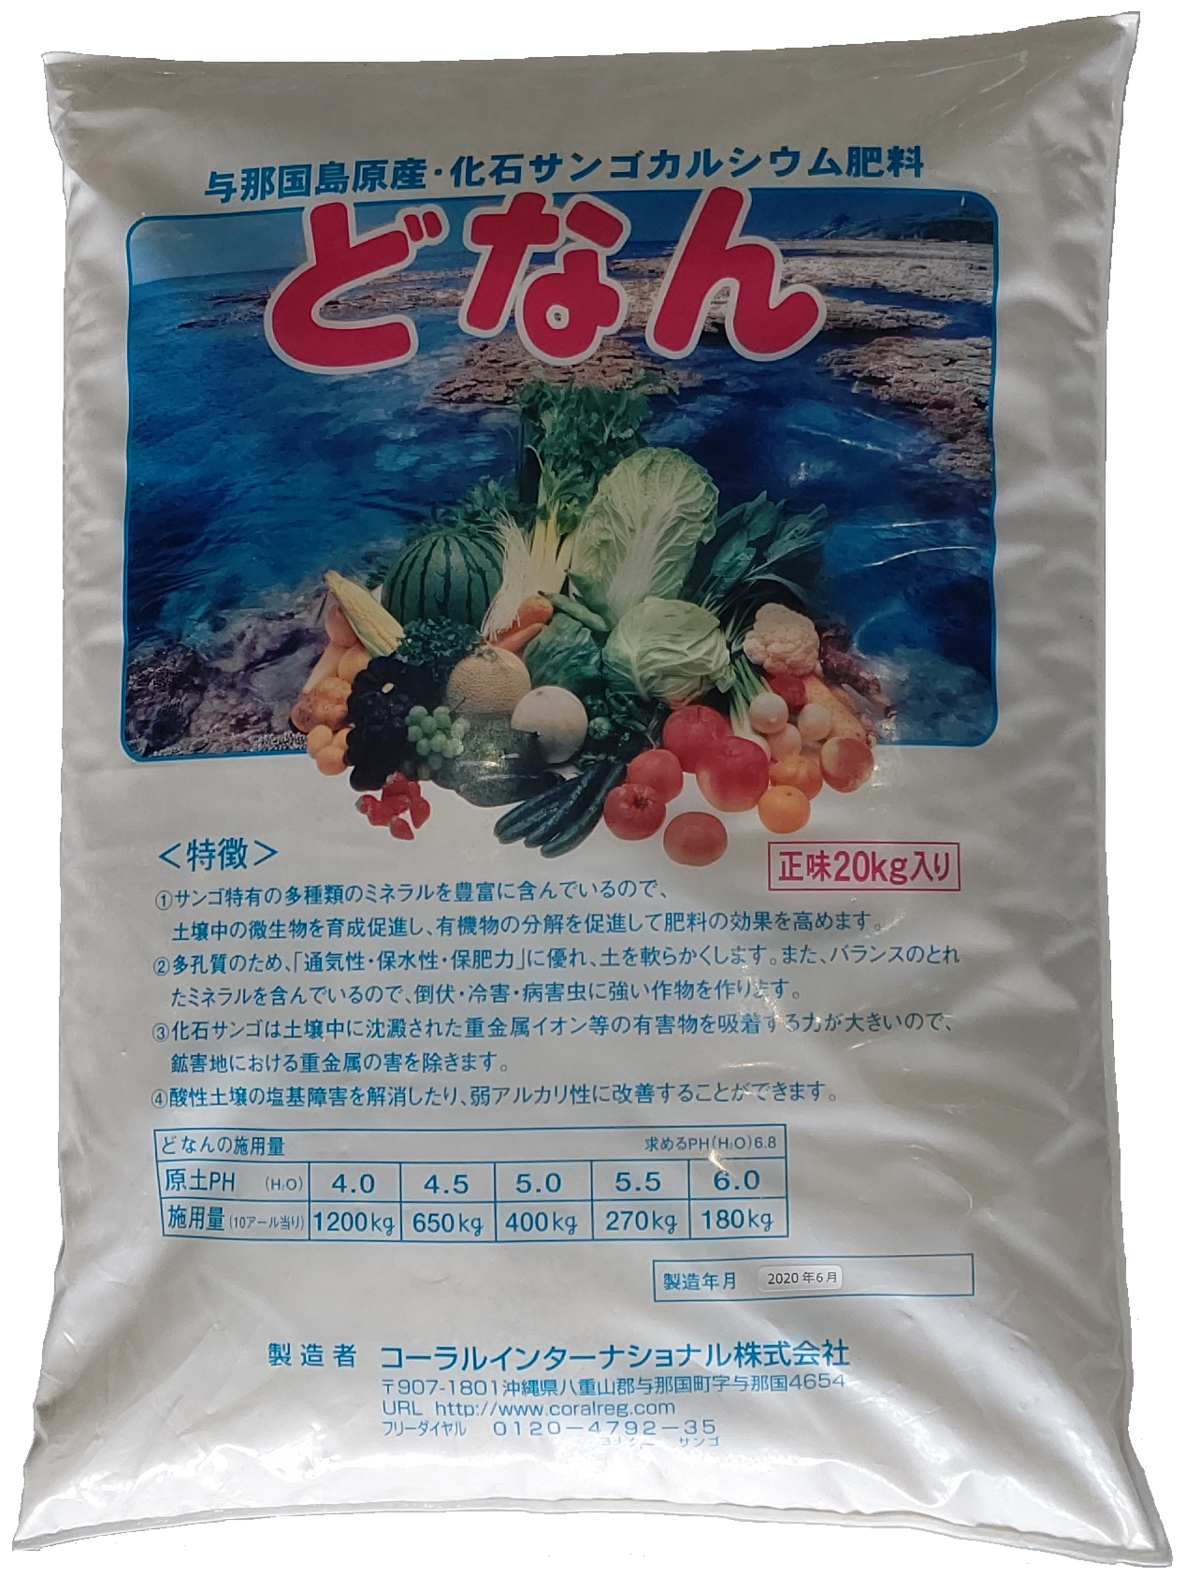 与那国島原産・化石サンゴカルシウム肥料
どなん
＜特徴＞
正味20kg入り
①サンゴ特有の多種類のミネラルを豊富に含んでいるので、
土壌中の微生物を育成促進し、有機物の分解を促進して肥料の効果を高めます。
②多孔質のため、「通気性・保水性・保肥力」に優れ、土を軟らかくします。また、バランスのとれ
たミネラルを含んでいるので、倒伏・冷害・病害虫に強い作物を作ります。
③化石サンゴは土壌中に沈澱された重金属イオン等の有害物を吸着する力が大きいので、
鉱害地における重金属の害を除きます。
④酸性土壌の塩基障害を解消したり、弱アルカリ性に改善することができます。
どなんの施用量 求めるPH(H₂O)6.8
原土PH (H₂O) 4.0 4.5 5.0 5.5 6.0
施用量(10アール当り) 1200kg 650kg 400kg 270kg 180kg
製造年月 2020年6月
製造者 コーラルインターナショナル株式会社
〒907-1801沖縄県八重山郡与那国町字与那国4654
URL http://www.coralreg.com
フリーダイヤル 0120-4792-35
サンゴ